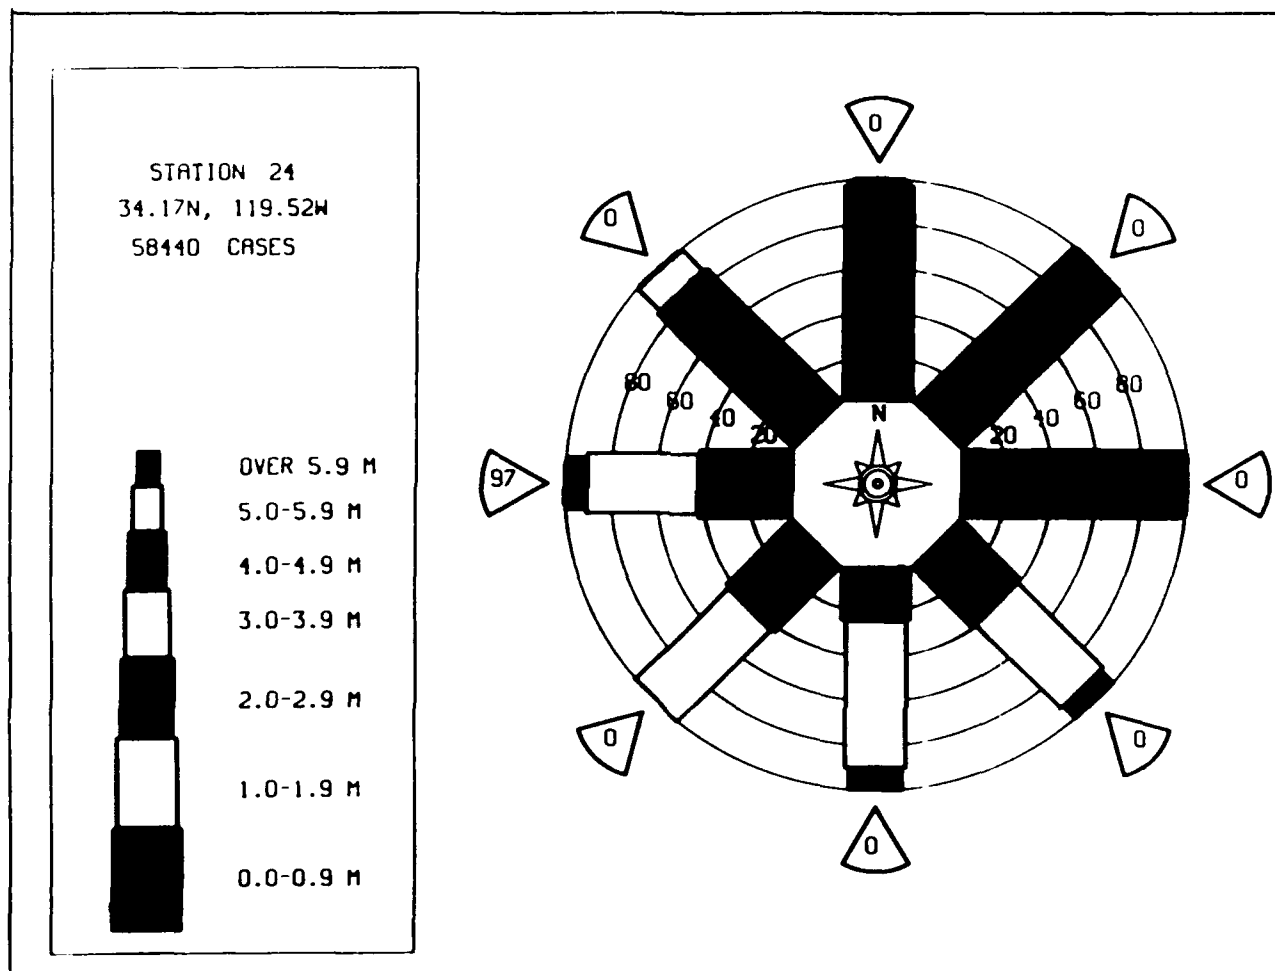 STATION 24
34.17N, 119.52W
58440 CASES
OVER 5.9 M
5.0-5.9 M
4.0-4.9 M
3.0-3.9 M
2.0-2.9 M
1.0-1.9 M
0.0-0.9 M
0
0
0
80
60
40
20
N
20
40
60
80
97
0
0
0
0